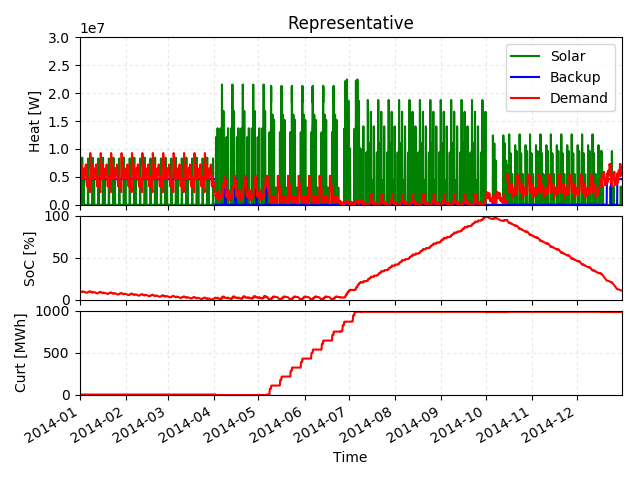 Representative
1e7
3.0
2.5
2.0
1.5
1.0
0.5
0.0
Heat [W]
Solar
Backup
Demand
100
50
0
SoC [%]
1000
500
0
Curt [MWh]
2014-01
2014-02
2014-03
2014-04
2014-05
2014-06
2014-07
2014-08
2014-09
2014-10
2014-11
2014-12
Time